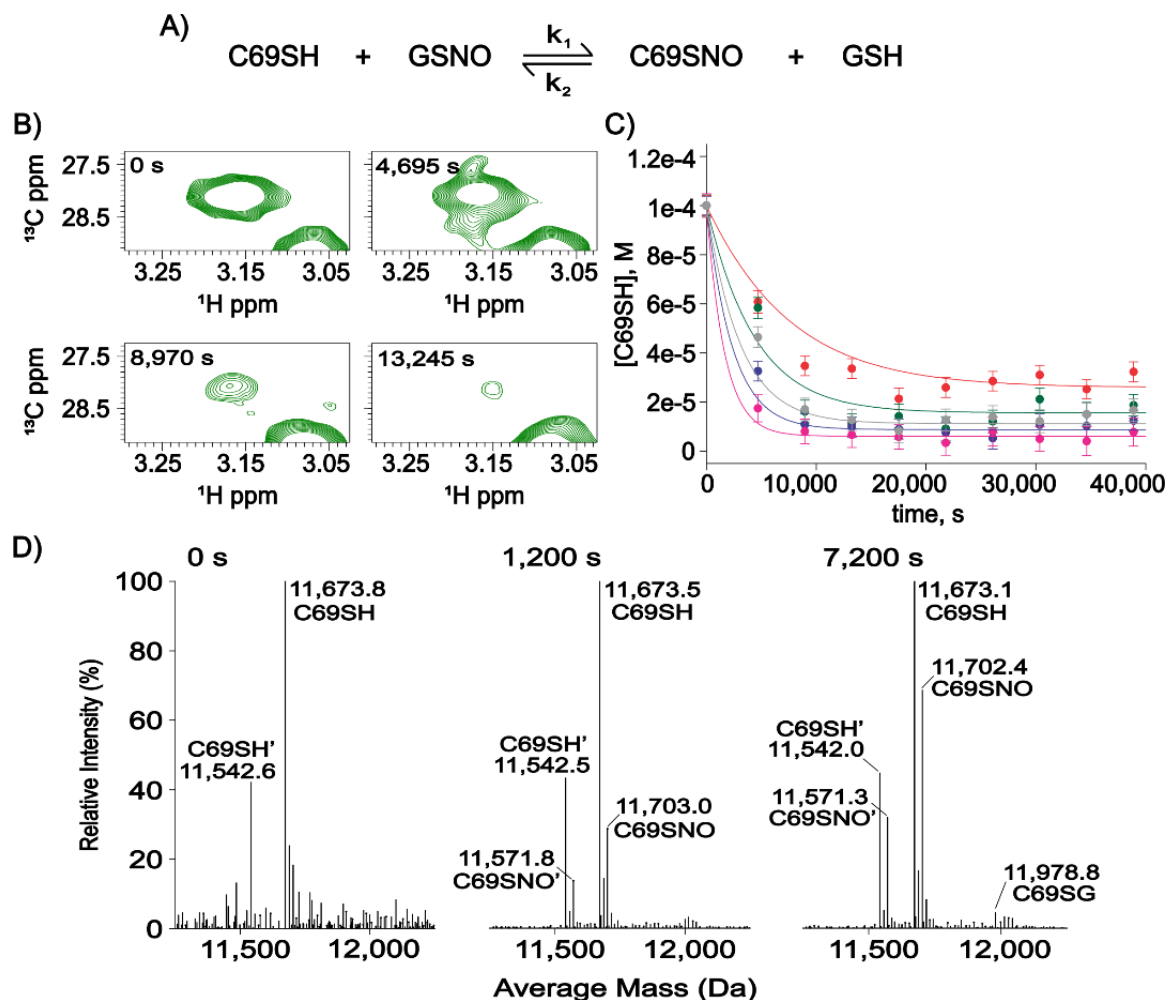 A)
C69SH + GSNO k₁ k₂ C69SNO + GSH
B)
0 s
4,695 s
27.5
28.5
¹³C ppm
3.25 3.15 3.05
3.25 3.15 3.05
¹H ppm
¹H ppm
8,970 s
13,245 s
27.5
28.5
¹³C ppm
3.25 3.15 3.05
3.25 3.15 3.05
¹H ppm
¹H ppm
C)
[C69SH], M
1.2e-4
1e-4
8e-5
6e-5
4e-5
2e-5
0
0 10,000 20,000 30,000 40,000
time, s
D)
0 s
1,200 s
7,200 s
Relative Intensity (%)
100
80
60
40
20
0
11,673.8
C69SH
C69SH'
11,542.6
11,500 12,000
11,673.5
C69SH
C69SH'
11,542.5
11,703.0
C69SNO
11,571.8
C69SNO'
11,500 12,000
11,673.1
C69SH
11,702.4
C69SNO
C69SH'
11,542.0
11,571.3
C69SNO'
11,978.8
C69SG
11,500 12,000
Average Mass (Da)